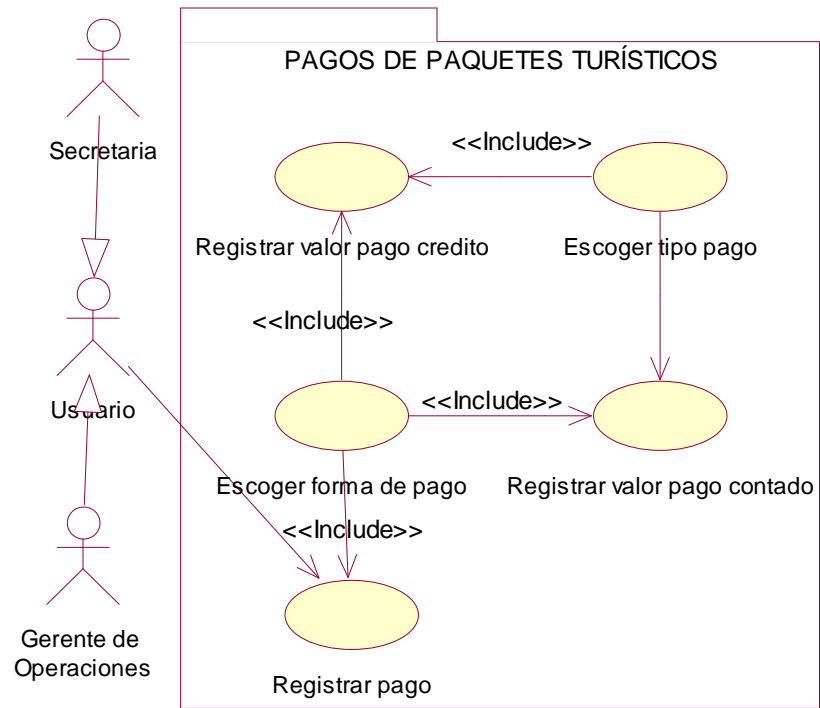 PAGOS DE PAQUETES TURÍSTICOS
Secretaria
<<Include>>
Registrar valor pago credito
Escoger tipo pago
<<Include>>
Usuario
<<Include>>
Escoger forma de pago
Registrar valor pago contado
<<Include>>
Gerente de
Operaciones
Registrar pago